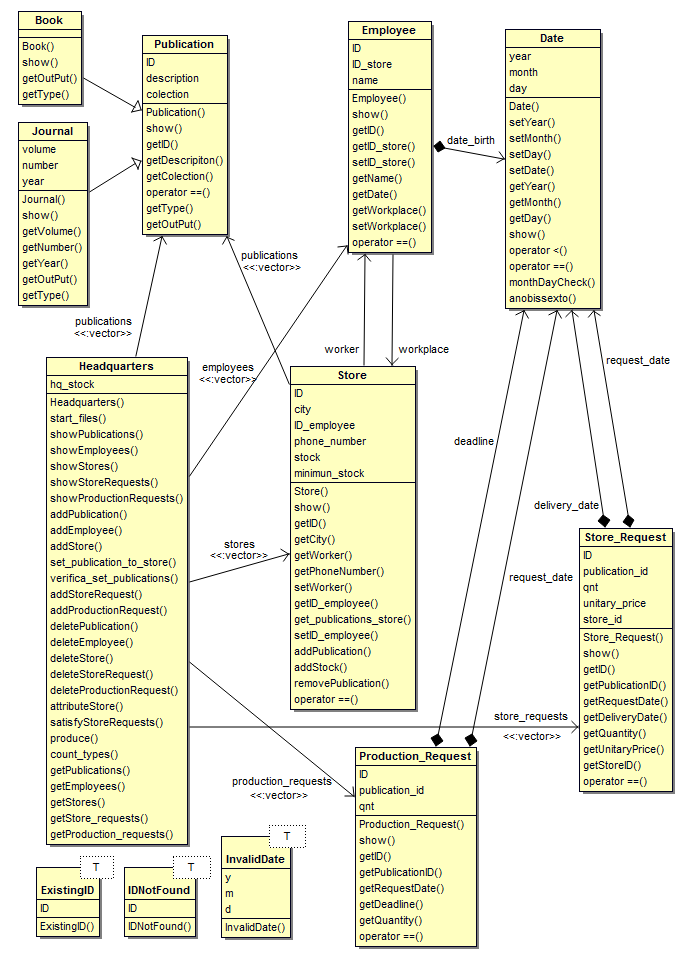 Book
Book()
show()
getOutPut()
getType()
Journal
volume
number
year
Journal()
show()
getVolume()
getNumber()
getYear()
getOutPut()
getType()
Publication
ID
description
colection
Publication()
show()
getID()
getDescripiton()
getColection()
operator ==()
getType()
getOutPut()
Employee
ID
ID_store
name
Employee()
show()
getID()
getID_store()
setID_store()
getName()
getDate()
getWorkplace()
setWorkplace()
operator ==()
date_birth
Date
year
month
day
Date()
setYear()
setMonth()
setDay()
setDate()
getYear()
getMonth()
getDay()
show()
operator <()
operator ==()
monthDayCheck()
anobissexto()
publications
<<:vector>>
publications
<<:vector>>
employees
<<:vector>>
worker
workplace
request_date
deadline
delivery_date
request_date
stores
<<:vector>>
store_requests
<<:vector>>
production_requests
<<:vector>>
Headquarters
hq_stock
Headquarters()
start_files()
showPublications()
showEmployees()
showStores()
showStoreRequests()
showProductionRequests()
addPublication()
addEmployee()
addStore()
set_publication_to_store()
verifica_set_publications()
addStoreRequest()
addProductionRequest()
deletePublication()
deleteEmployee()
deleteStore()
deleteStoreRequest()
deleteProductionRequest()
attributeStore()
satisfyStoreRequests()
produce()
count_types()
getPublications()
getEmployees()
getStores()
getStore_requests()
getProduction_requests()
Store
ID
city
ID_employee
phone_number
stock
minimun_stock
Store()
show()
getID()
getCity()
getWorker()
getPhoneNumber()
setWorker()
getID_employee()
get_publications_store()
setID_employee()
addPublication()
addStock()
removePublication()
operator ==()
Store_Request
ID
publication_id
qnt
unitary_price
store_id
Store_Request()
show()
getID()
getPublicationID()
getRequestDate()
getDeliveryDate()
getQuantity()
getUnitaryPrice()
getStoreID()
operator ==()
Production_Request
ID
publication_id
qnt
Production_Request()
show()
getID()
getPublicationID()
getRequestDate()
getDeadline()
getQuantity()
operator ==()
T
ExistingID
ID
ExistingID()
T
IDNotFound
ID
IDNotFound()
T
InvalidDate
y
m
d
InvalidDate()